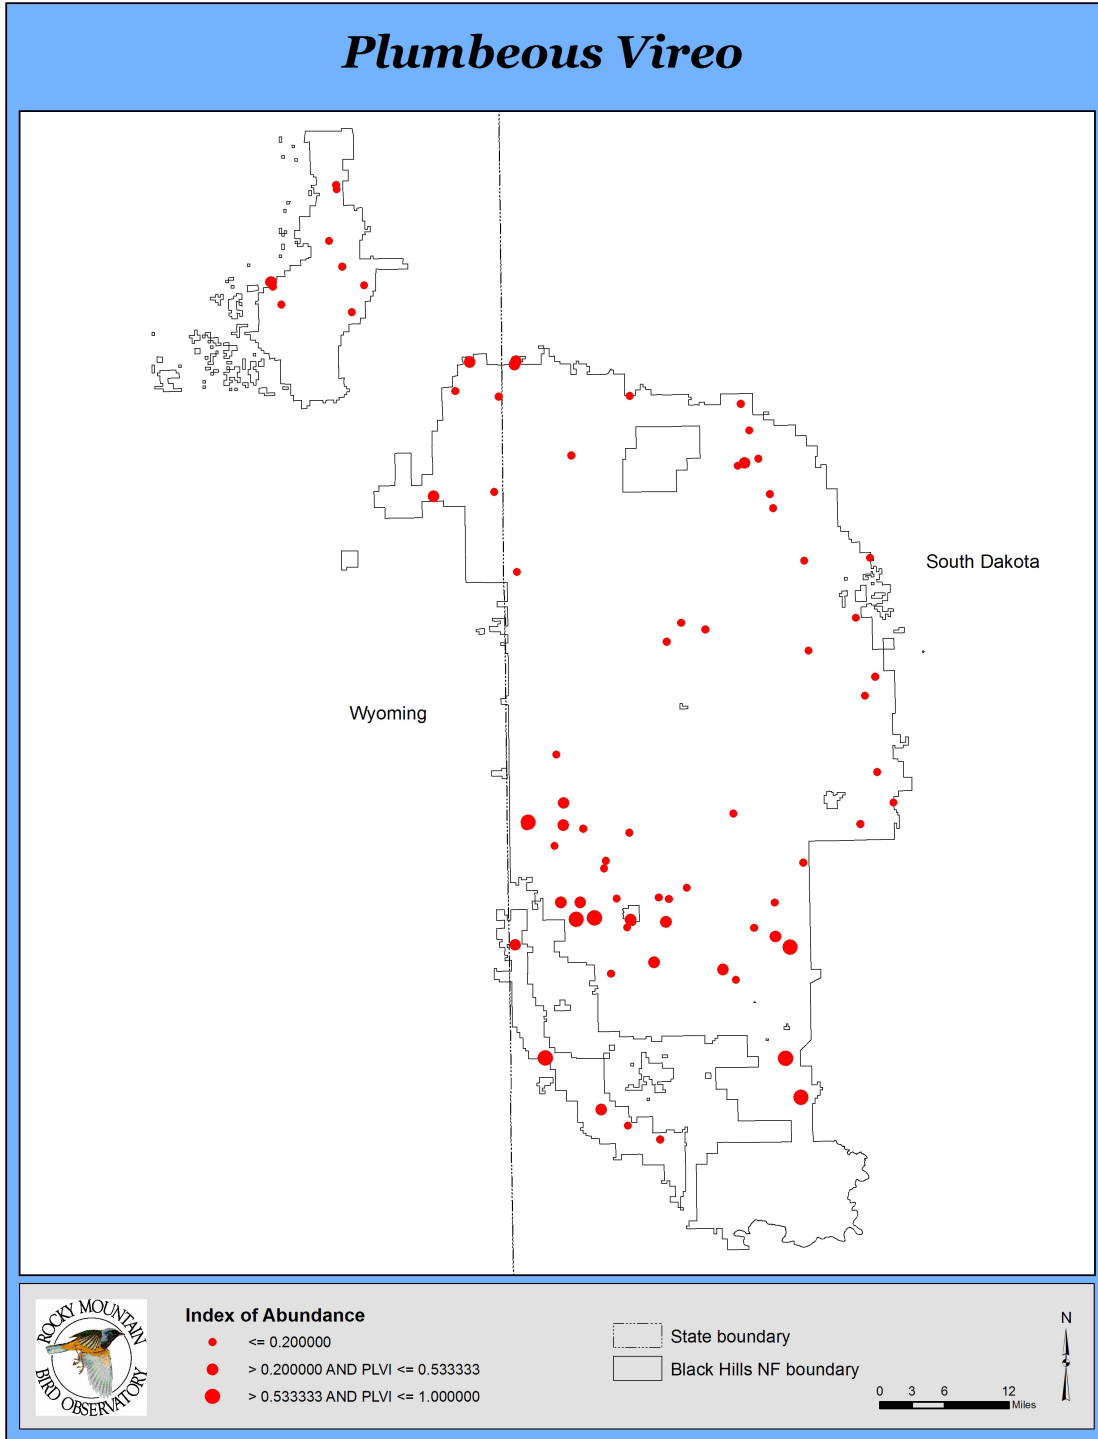 Plumbeous Vireo
South Dakota
Wyoming
ROCKY MOUNTAIN
BIRD OBSERVATORY
Index of Abundance
<= 0.200000
> 0.200000 AND PLVI <= 0.533333
> 0.533333 AND PLVI <= 1.000000
State boundary
Black Hills NF boundary
N
0 3 6 12
Miles